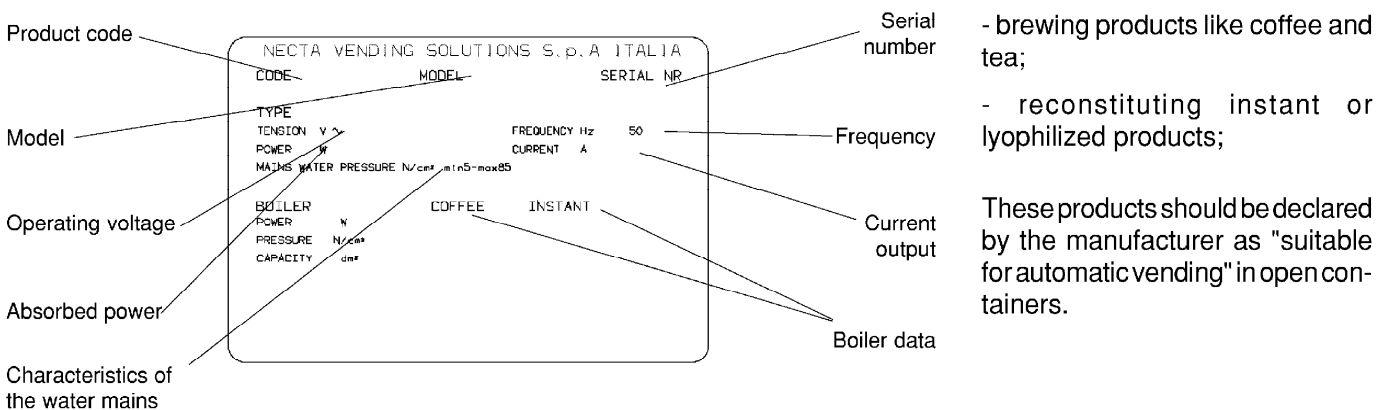 Product code
Model
Operating voltage
Absorbed power
Characteristics of
the water mains
NECTA VENDING SOLUTIONS S.p.A ITALIA
CODE MODEL SERIAL NR
TYPE
TENSION V ~ FREQUENCY Hz 50
POWER W CURRENT A
MAINS WATER PRESSURE N/cm² min5-max85
BOILER COFFEE INSTANT
POWER W
PRESSURE N/cm²
CAPACITY dm³
Serial
number
Frequency
Current
output
Boiler data
- brewing products like coffee and
tea;
- reconstituting instant or
lyophilized products;
These products should be declared
by the manufacturer as "suitable
for automatic vending" in open con-
tainers.